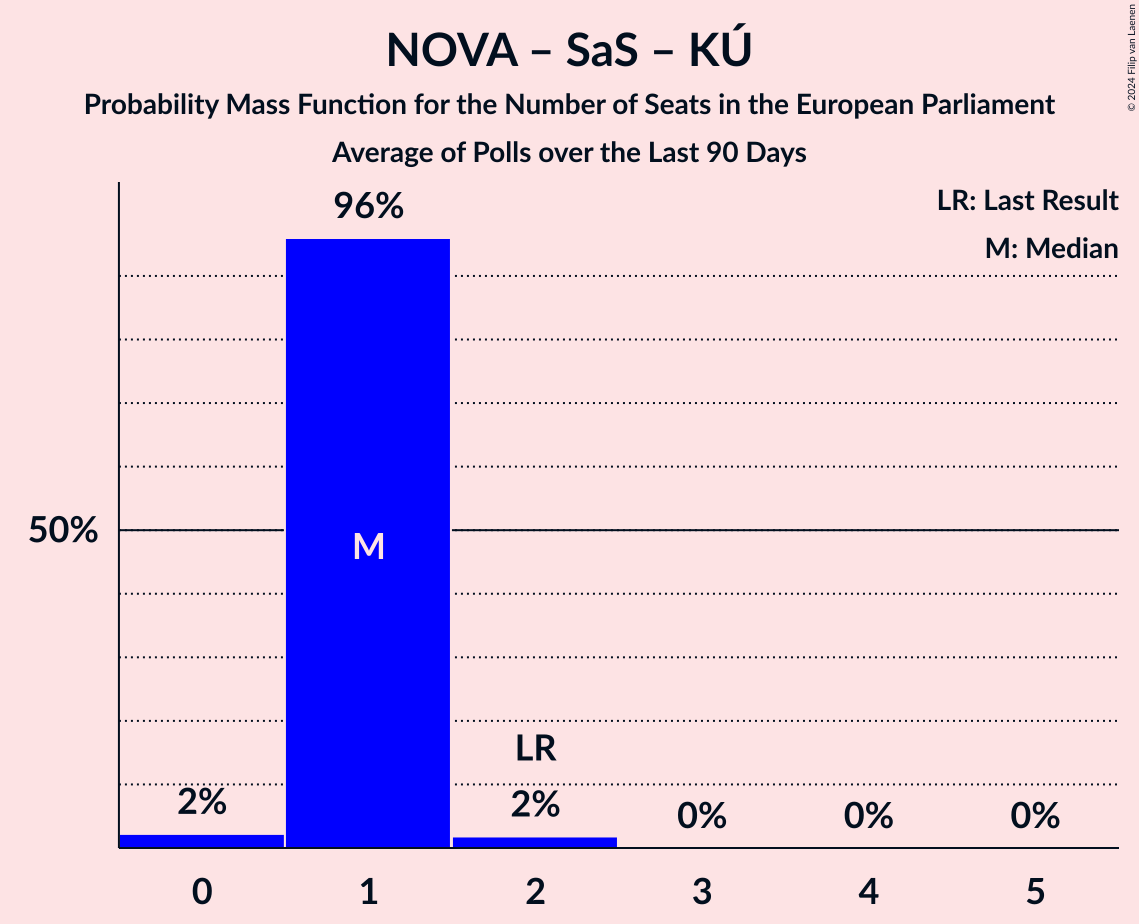 NOVA – SaS – KÚ
Probability Mass Function for the Number of Seats in the European Parliament
Average of Polls over the Last 90 Days
© 2024 Filip van Laenen
LR: Last Result
M: Median
96%
50%
M
LR
2%
2%
0%
0%
0%
0
1
2
3
4
5